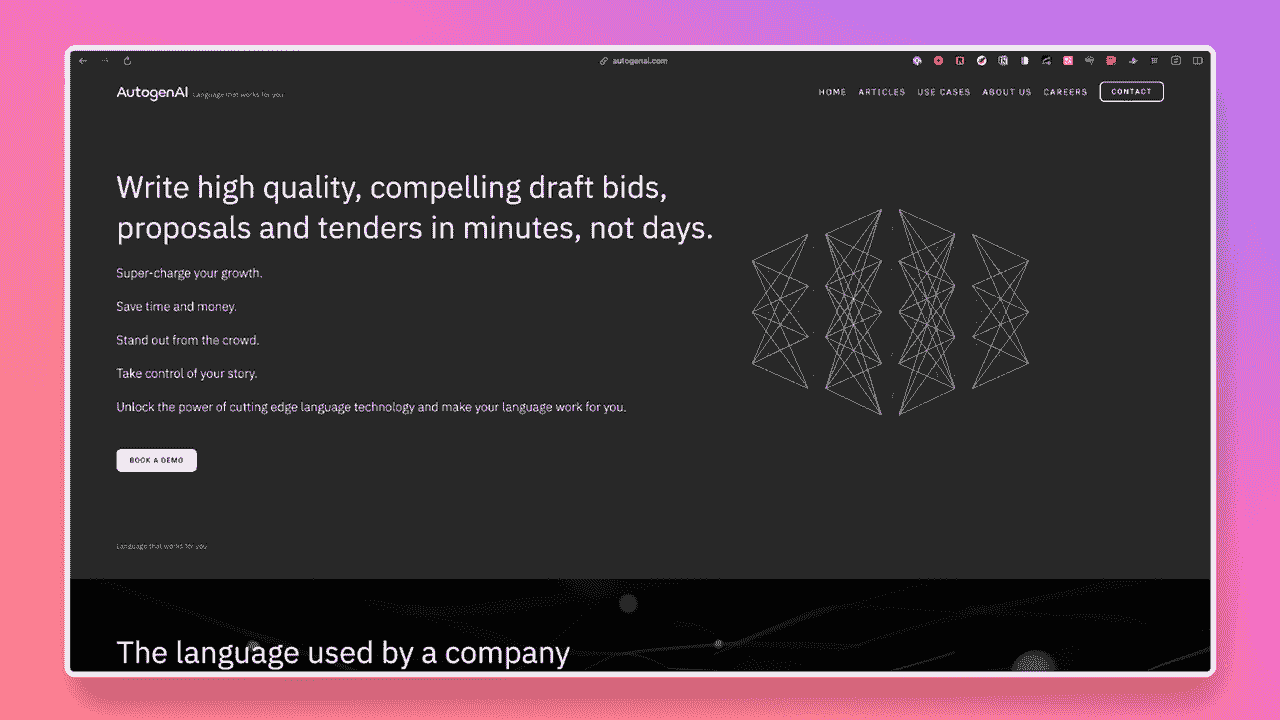 autogenai.com
AutogenAI Language that works for you
HOME ARTICLES USE CASES ABOUT US CAREERS CONTACT
Write high quality, compelling draft bids,
proposals and tenders in minutes, not days.
Super-charge your growth.
Save time and money.
Stand out from the crowd.
Take control of your story.
Unlock the power of cutting edge language technology and make your language work for you.
BOOK A DEMO
Language that works for you
The language used by a company